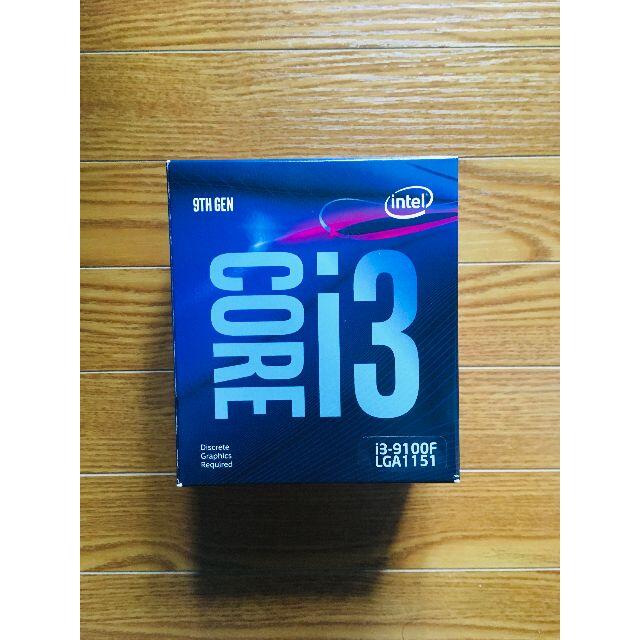 9TH GEN
intel
CORE i3
Discrete
Graphics
Required
i3-9100F
LGA1151